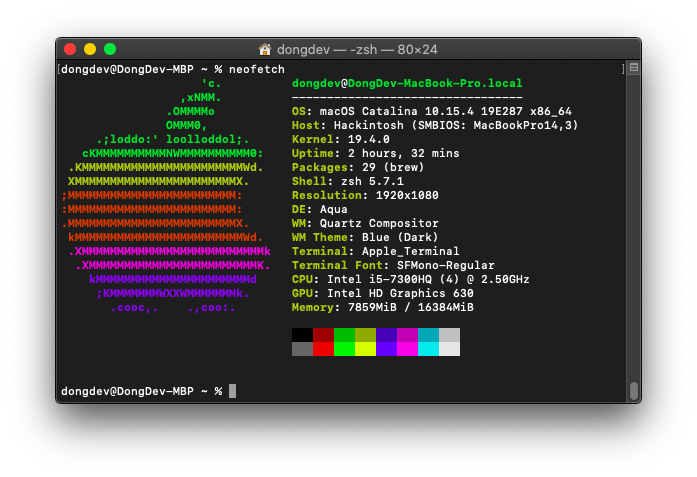 dongdev — -zsh — 80×24
[dongdev@DongDev-MBP ~ % neofetch ]
'c. dongdev@DongDev-MacBook-Pro.local
,xNMM. ---------------------------------
.OMMMMo OS: macOS Catalina 10.15.4 19E287 x86_64
OMMM0, Host: Hackintosh (SMBIOS: MacBookPro14,3)
.;loddo:' loolloddol;. Kernel: 19.4.0
cKMMMMMMMMMMNWMMMMMMMMMM0: Uptime: 2 hours, 32 mins
.KMMMMMMMMMMMMMMMMMMMMMMMWd. Packages: 29 (brew)
XMMMMMMMMMMMMMMMMMMMMMMMX. Shell: zsh 5.7.1
;MMMMMMMMMMMMMMMMMMMMMMMM: Resolution: 1920x1080
:MMMMMMMMMMMMMMMMMMMMMMMM: DE: Aqua
.MMMMMMMMMMMMMMMMMMMMMMMMX. WM: Quartz Compositor
kMMMMMMMMMMMMMMMMMMMMMMMMWd. WM Theme: Blue (Dark)
.XMMMMMMMMMMMMMMMMMMMMMMMMMMk Terminal: Apple_Terminal
.XMMMMMMMMMMMMMMMMMMMMMMMMK. Terminal Font: SFMono-Regular
kMMMMMMMMMMMMMMMMMMMMMMd CPU: Intel i5-7300HQ (4) @ 2.50GHz
;KMMMMMMMWXXWMMMMMMMk. GPU: Intel HD Graphics 630
.cooc,. .,coo:. Memory: 7859MiB / 16384MiB
dongdev@DongDev-MBP ~ %